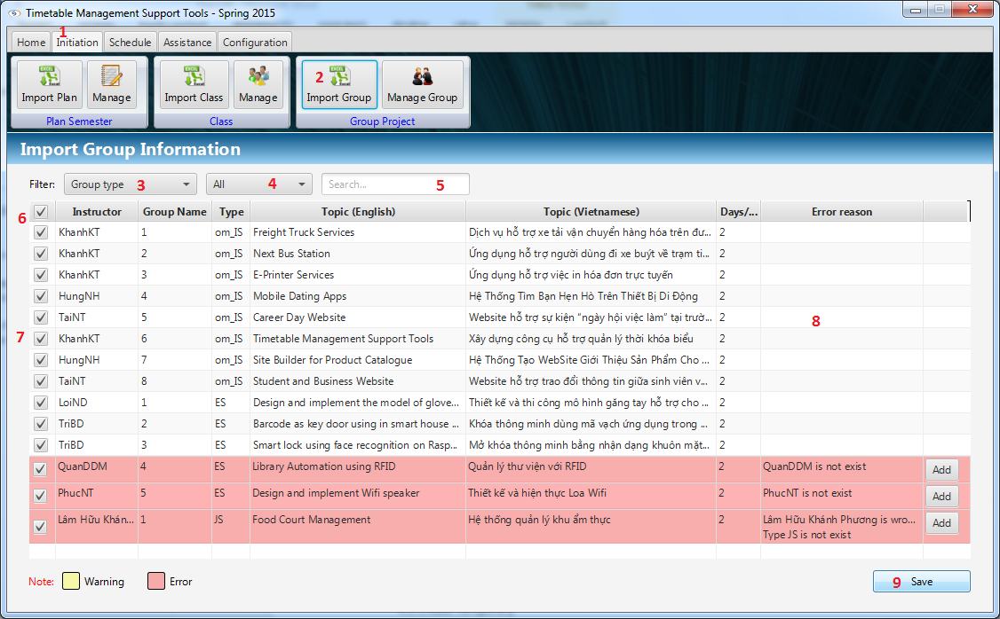 Timetable Management Support Tools - Spring 2015
1
Home Initiation Schedule Assistance Configuration
Import Plan Manage Import Class Manage 2 Import Group Manage Group
Plan Semester Class Group Project
Import Group Information
Filter: Group type 3 All 4 Search... 5
6 Instructor Group Name Type Topic (English) Topic (Vietnamese) Days/... Error reason
KhanhKT 1 om_IS Freight Truck Services Dịch vụ hỗ trợ xe tải vận chuyển hàng hóa trên đư... 2
KhanhKT 2 om_IS Next Bus Station Ứng dụng hỗ trợ người dùng đi xe buýt về trạm ti... 2
KhanhKT 3 om_IS E-Printer Services Ứng dụng hỗ trợ việc in hóa đơn trực tuyến 2
HungNH 4 om_IS Mobile Dating Apps Hệ Thống Tìm Bạn Hẹn Hò Trên Thiết Bị Di Động 2
TaiNT 5 om_IS Career Day Website Website hỗ trợ sự kiện “ngày hội việc làm” tại trườ... 2 8
7 KhanhKT 6 om_IS Timetable Management Support Tools Xây dựng công cụ hỗ trợ quản lý thời khóa biểu 2
HungNH 7 om_IS Site Builder for Product Catalogue Hệ Thống Tạo WebSite Giới Thiệu Sản Phẩm Cho ... 2
TaiNT 8 om_IS Student and Business Website Website hỗ trợ trao đổi thông tin giữa sinh viên v... 2
LoiND 1 ES Design and implement the model of glove... Thiết kế và thi công mô hình găng tay hỗ trợ cho ... 2
TriBD 2 ES Barcode as key door using in smart house ... Khóa thông minh dùng mã vạch ứng dụng trong ... 2
TriBD 3 ES Smart lock using face recognition on Rasp... Mở khóa thông minh bằng nhận dạng khuôn mặt... 2
QuanDDM 4 ES Library Automation using RFID Quản lý thư viện với RFID 2 QuanDDM is not exist Add
PhucNT 5 ES Design and implement Wifi speaker Thiết kế và hiện thực Loa Wifi 2 PhucNT is not exist Add
Lâm Hữu Khán... 1 JS Food Court Management Hệ thống quản lý khu ẩm thực 2 Lâm Hữu Khánh Phương is wro... Add
Type JS is not exist
Note: Warning Error 9 Save